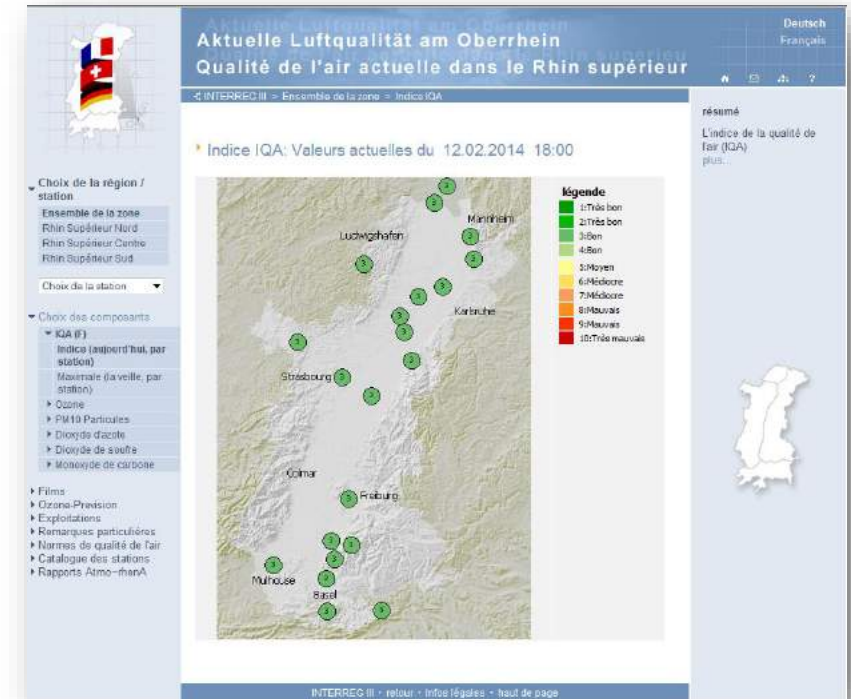 Aktuelle Luftqualität am Oberrhein
Qualité de l'air actuelle dans le Rhin supérieur
Deutsch
Français
INTERREC III > Ensemble de la zone > Indice IQA
Choix de la région /
station
Ensemble de la zone
Rhin Supérieur Nord
Rhin Supérieur Centre
Rhin Supérieur Sud
Choix de la station
Choix des composants
IQA (F)
Indice (aujourd'hui, par
station)
Maximale (la veille, par
station)
Ozone
PM10 Particules
Dioxyde d'azote
Dioxyde de soufre
Monoxyde de carbone
Films
Ozone-Prevision
Exploitations
Remarques particulières
Normes de qualité de l'air
Catalogue des stations
Rapports Atmo-rhenA
Indice IQA: Valeurs actuelles du 12.02.2014 18:00
Mannheim
Ludwigshafen
Karlsruhe
Strasbourg
Colmar
Freiburg
Mulhouse
Basel
légende
1:Très bon
2:Très bon
3:Bon
4:Bon
5:Moyen
6:Médiocre
7:Médiocre
8:Mauvais
9:Mauvais
10:Très mauvais
résumé
L'indice de la qualité de
l'air (IQA)
plus...
INTERREG III • retour • Infos légales • haut de page